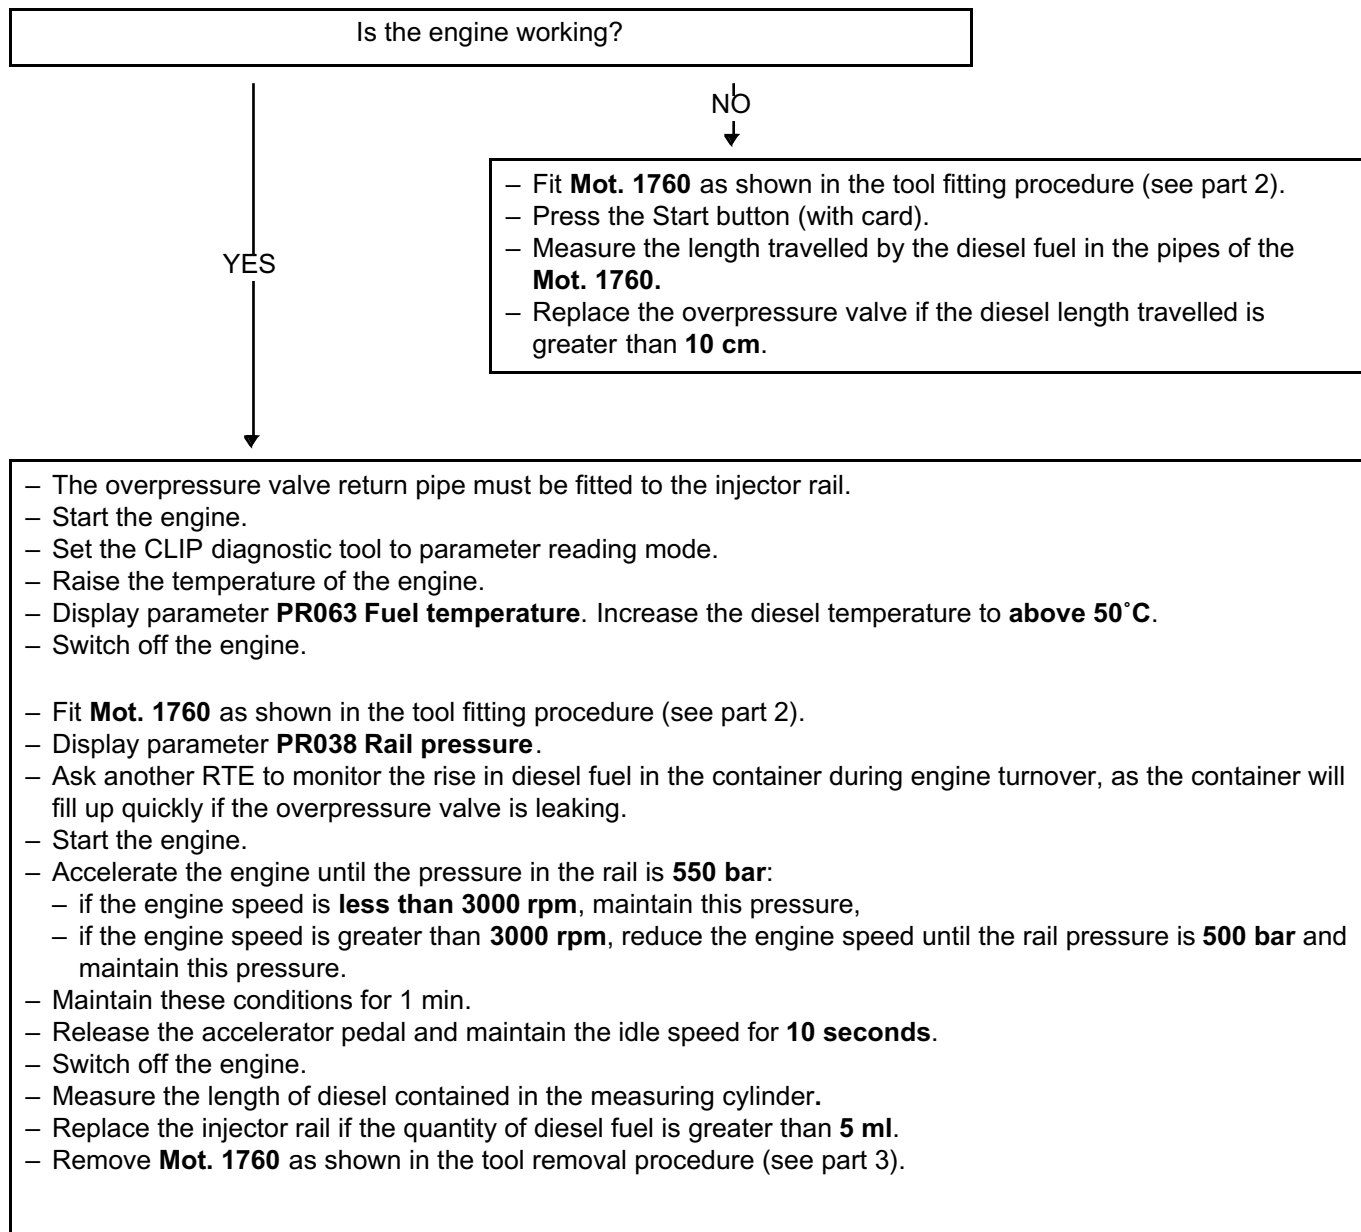 Is the engine working?
NO
– Fit Mot. 1760 as shown in the tool fitting procedure (see part 2).
– Press the Start button (with card).
– Measure the length travelled by the diesel fuel in the pipes of the
Mot. 1760.
– Replace the overpressure valve if the diesel length travelled is
greater than 10 cm.
YES
– The overpressure valve return pipe must be fitted to the injector rail.
– Start the engine.
– Set the CLIP diagnostic tool to parameter reading mode.
– Raise the temperature of the engine.
– Display parameter PR063 Fuel temperature. Increase the diesel temperature to above 50˚C.
– Switch off the engine.
– Fit Mot. 1760 as shown in the tool fitting procedure (see part 2).
– Display parameter PR038 Rail pressure.
– Ask another RTE to monitor the rise in diesel fuel in the container during engine turnover, as the container will
fill up quickly if the overpressure valve is leaking.
– Start the engine.
– Accelerate the engine until the pressure in the rail is 550 bar:
– if the engine speed is less than 3000 rpm, maintain this pressure,
– if the engine speed is greater than 3000 rpm, reduce the engine speed until the rail pressure is 500 bar and
maintain this pressure.
– Maintain these conditions for 1 min.
– Release the accelerator pedal and maintain the idle speed for 10 seconds.
– Switch off the engine.
– Measure the length of diesel contained in the measuring cylinder.
– Replace the injector rail if the quantity of diesel fuel is greater than 5 ml.
– Remove Mot. 1760 as shown in the tool removal procedure (see part 3).